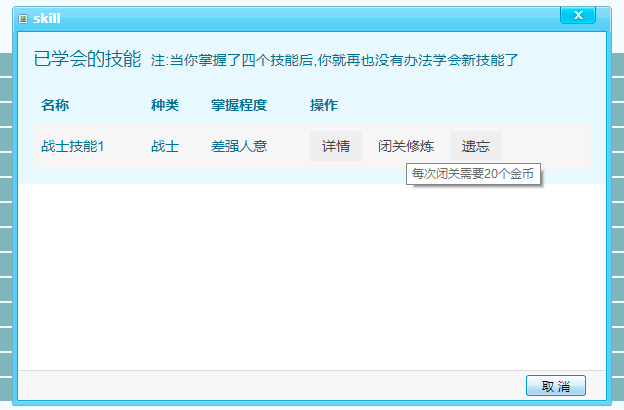 skill
已学会的技能 注:当你掌握了四个技能后,你就再也没有办法学会新技能了
名称 种类 掌握程度 操作
战士技能1 战士 差强人意 详情 闭关修炼 遗忘
每次闭关需要20个金币
取 消